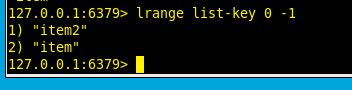 127.0.0.1:6379> lrange list-key 0 -1
1) "item2"
2) "item"
127.0.0.1:6379>